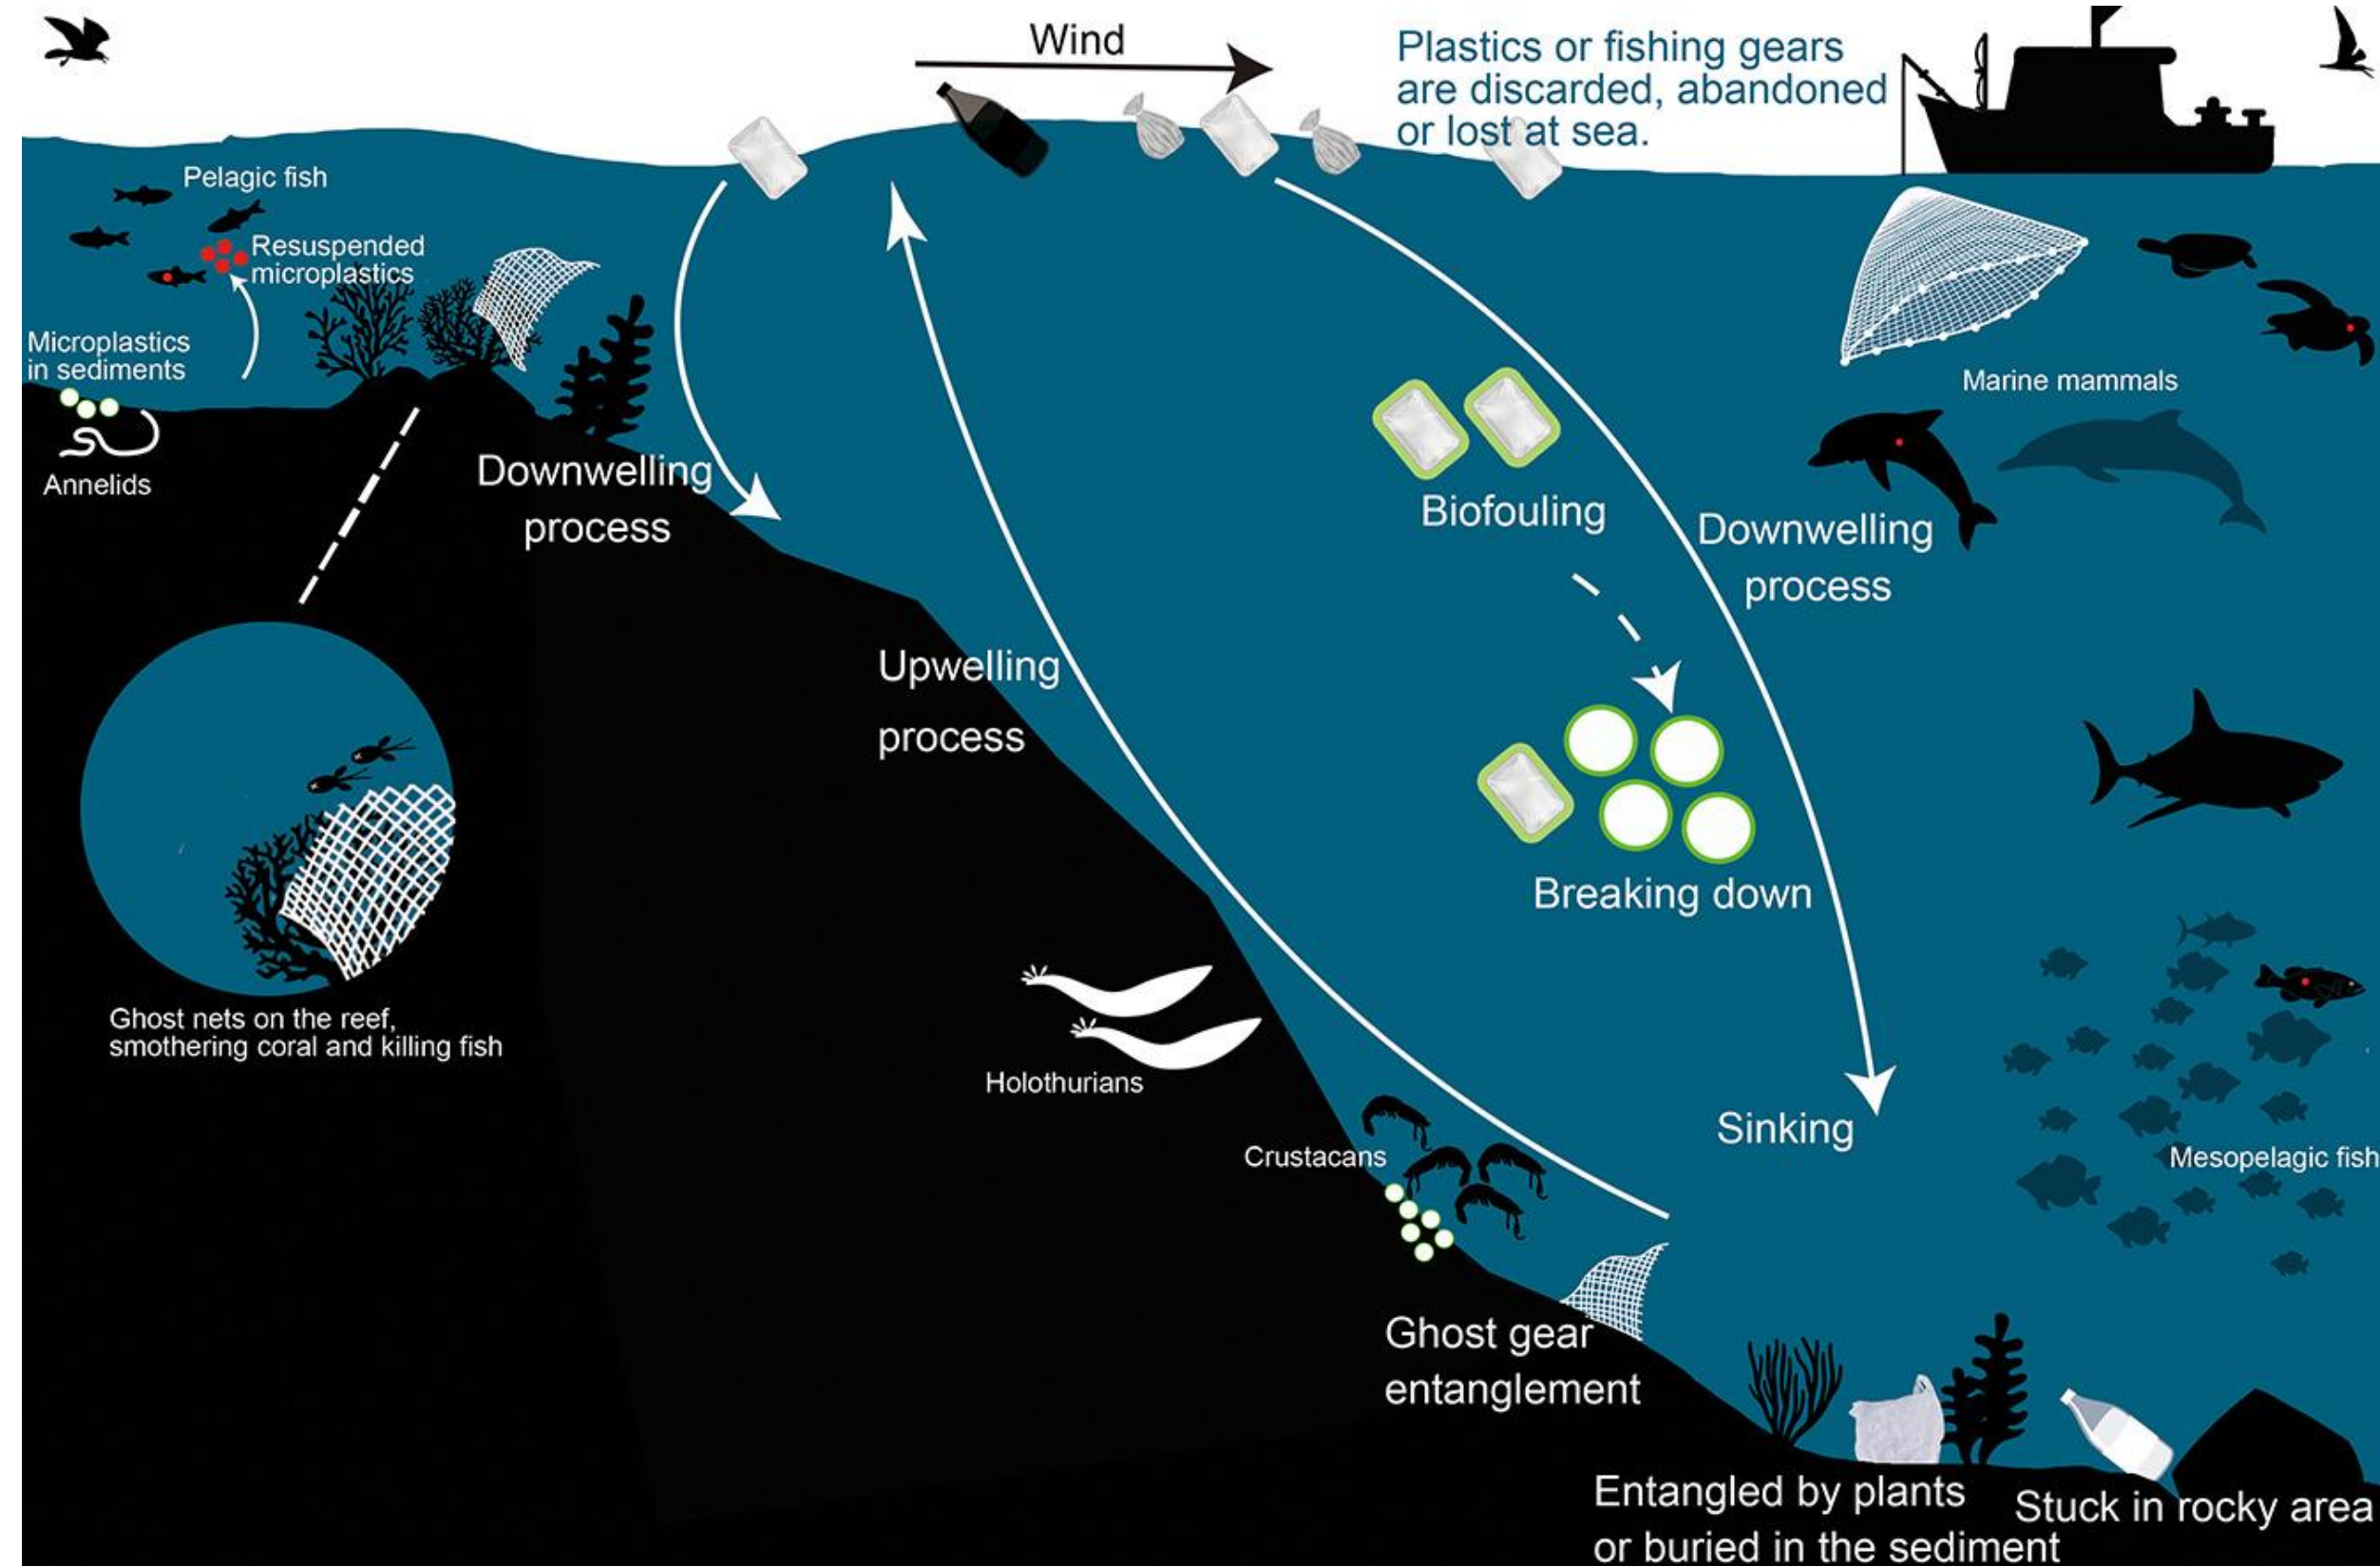 Wind
Plastics or fishing gears
are discarded, abandoned
or lost at sea.
Pelagic fish
Resuspended
microplastics
Microplastics
in sediments
Annelids
Downwelling
process
Marine mammals
Biofouling
Downwelling
process
Upwelling
process
Breaking down
Ghost nets on the reef,
smothering coral and killing fish
Holothurians
Crustacans
Sinking
Mesopelagic fish
Ghost gear
entanglement
Entangled by plants
or buried in the sediment
Stuck in rocky area